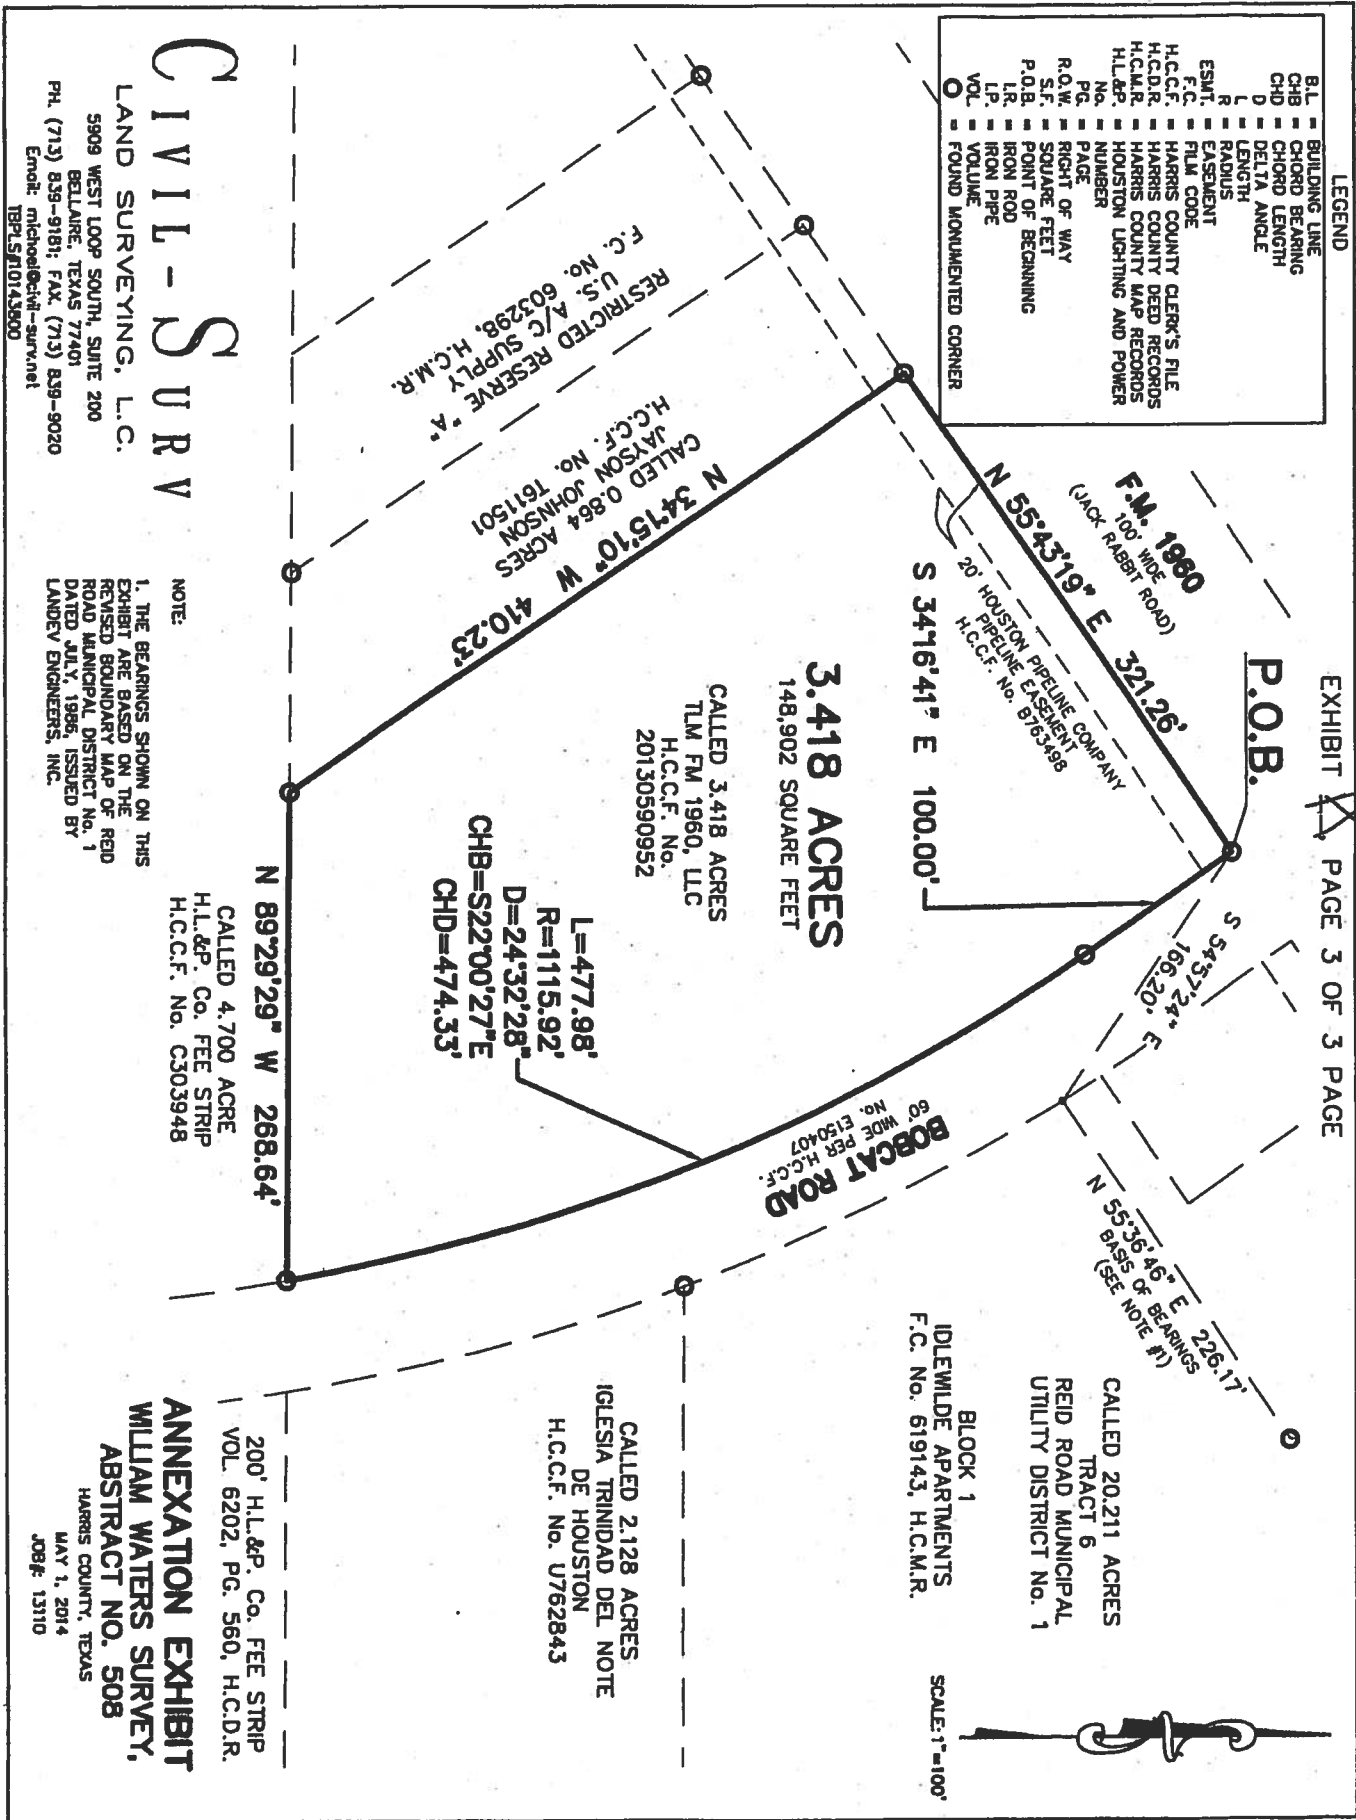 EXHIBIT A, PAGE 3 OF 3 PAGE
LEGEND
B.L. = BUILDING LINE
CHB = CHORD BEARING
CHD = CHORD LENGTH
D = DELTA ANGLE
L = LENGTH
R = RADIUS
ESMT. = EASEMENT
F.C. = FILM CODE
H.C.C.F. = HARRIS COUNTY CLERK'S FILE
H.C.D.R. = HARRIS COUNTY DEED RECORDS
H.C.M.R. = HARRIS COUNTY MAP RECORDS
H.L.&P. = HOUSTON LIGHTING AND POWER
No. = NUMBER
PG. = PAGE
R.O.W. = RIGHT OF WAY
S.F. = SQUARE FEET
P.O.B. = POINT OF BEGINNING
I.R. = IRON ROD
I.P. = IRON PIPE
VOL. = VOLUME
= FOUND MONUMENTED CORNER
F.M. 1960
100' WIDE
(JACK RABBIT ROAD)
P.O.B.
N 55°43'19" E 321.26'
20' HOUSTON PIPELINE COMPANY
PIPELINE EASEMENT
H.C.C.F. No. B763498
S 34°16'41" E 100.00'
S 54°57'24" E
166.20'
N 55°36'46" E 226.17'
BASIS OF BEARINGS
(SEE NOTE #1)
CALLED 20.211 ACRES
TRACT 6
REID ROAD MUNICIPAL
UTILITY DISTRICT No. 1
BLOCK 1
IDLEWILDE APARTMENTS
F.C. No. 619143, H.C.M.R.
SCALE: 1"=100'
3.418 ACRES
148,902 SQUARE FEET
CALLED 3.418 ACRES
TLM FM 1960, LLC
H.C.C.F. No.
20130590952
BOBCAT ROAD
60' WIDE PER H.C.C.F.
No. E150407
L=477.98'
R=1115.92'
D=24°32'28"
CHB=S22°00'27"E
CHD=474.33'
N 34°15'10" W 410.23'
CALLED 0.864 ACRES
JAYSON JOHNSON
H.C.C.F. No. T611501
RESTRICTED RESERVE "A"
U.S. A/C SUPPLY
F.C. No. 603298, H.C.M.R.
CALLED 2.128 ACRES
IGLESIA TRINIDAD DEL NOTE
DE HOUSTON
H.C.C.F. No. U762843
N 89°29'29" W 268.64'
CALLED 4.700 ACRE
H.L.&P. Co. FEE STRIP
H.C.C.F. No. C303948
200' H.L.&P. Co. FEE STRIP
VOL. 6202, PG. 560, H.C.D.R.
CIVIL-SURV
LAND SURVEYING, L.C.
5909 WEST LOOP SOUTH, SUITE 200
BELLAIRE, TEXAS 77401
PH. (713) 839-9181; FAX. (713) 839-9020
Email: michael@civil-surv.net
TBPLS#10143800
NOTE:
1. THE BEARINGS SHOWN ON THIS
EXHIBIT ARE BASED ON THE
REVISED BOUNDARY MAP OF REID
ROAD MUNICIPAL DISTRICT No. 1
DATED JULY, 1986, ISSUED BY
LANDEV ENGINEERS, INC.
ANNEXATION EXHIBIT
WILLIAM WATERS SURVEY,
ABSTRACT NO. 508
HARRIS COUNTY, TEXAS
MAY 1, 2014
JOB#: 13110